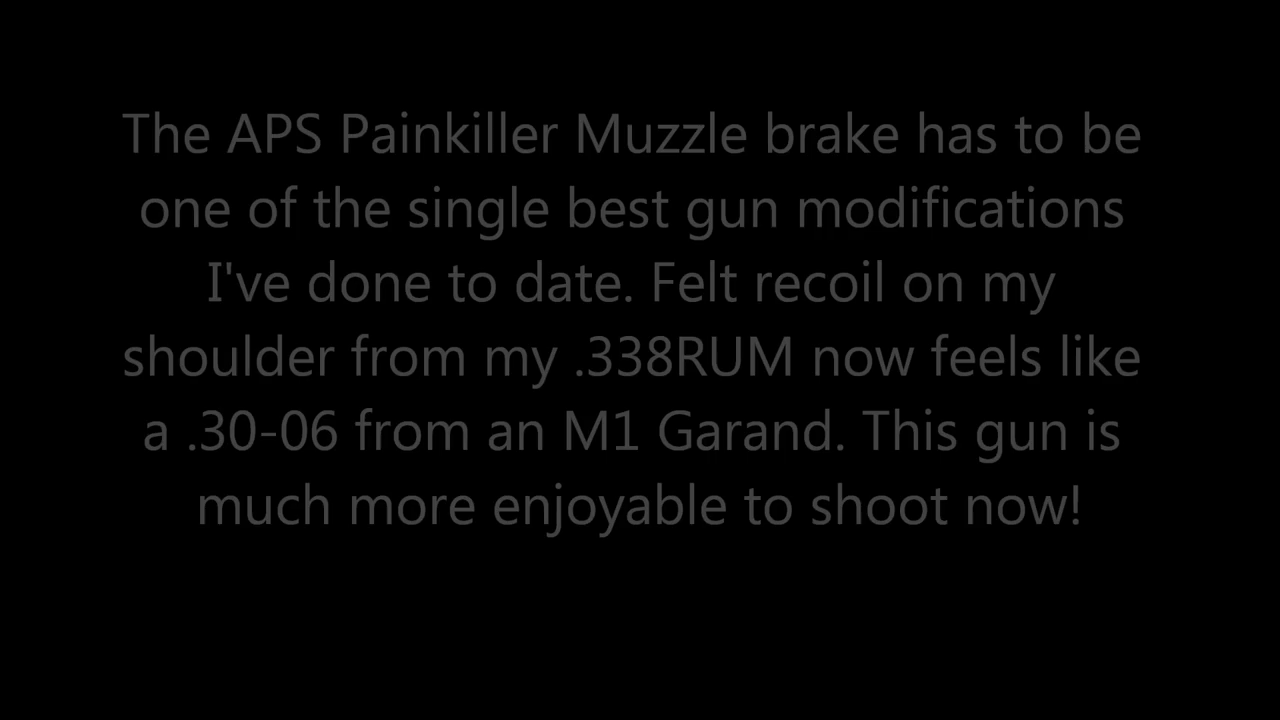 The APS Painkiller Muzzle brake has to be
one of the single best gun modifications
I've done to date. Felt recoil on my
shoulder from my .338RUM now feels like
a .30-06 from an M1 Garand. This gun is
much more enjoyable to shoot now!